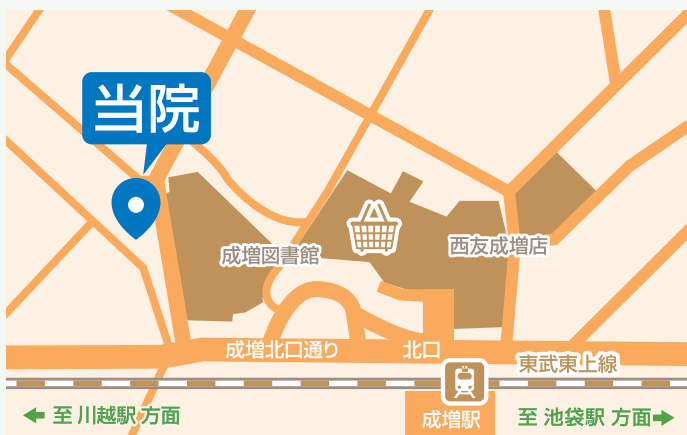 当院
成増図書館
西友成増店
成増北口通り
北口
東武東上線
至 川越駅 方面
成増駅
至 池袋駅 方面